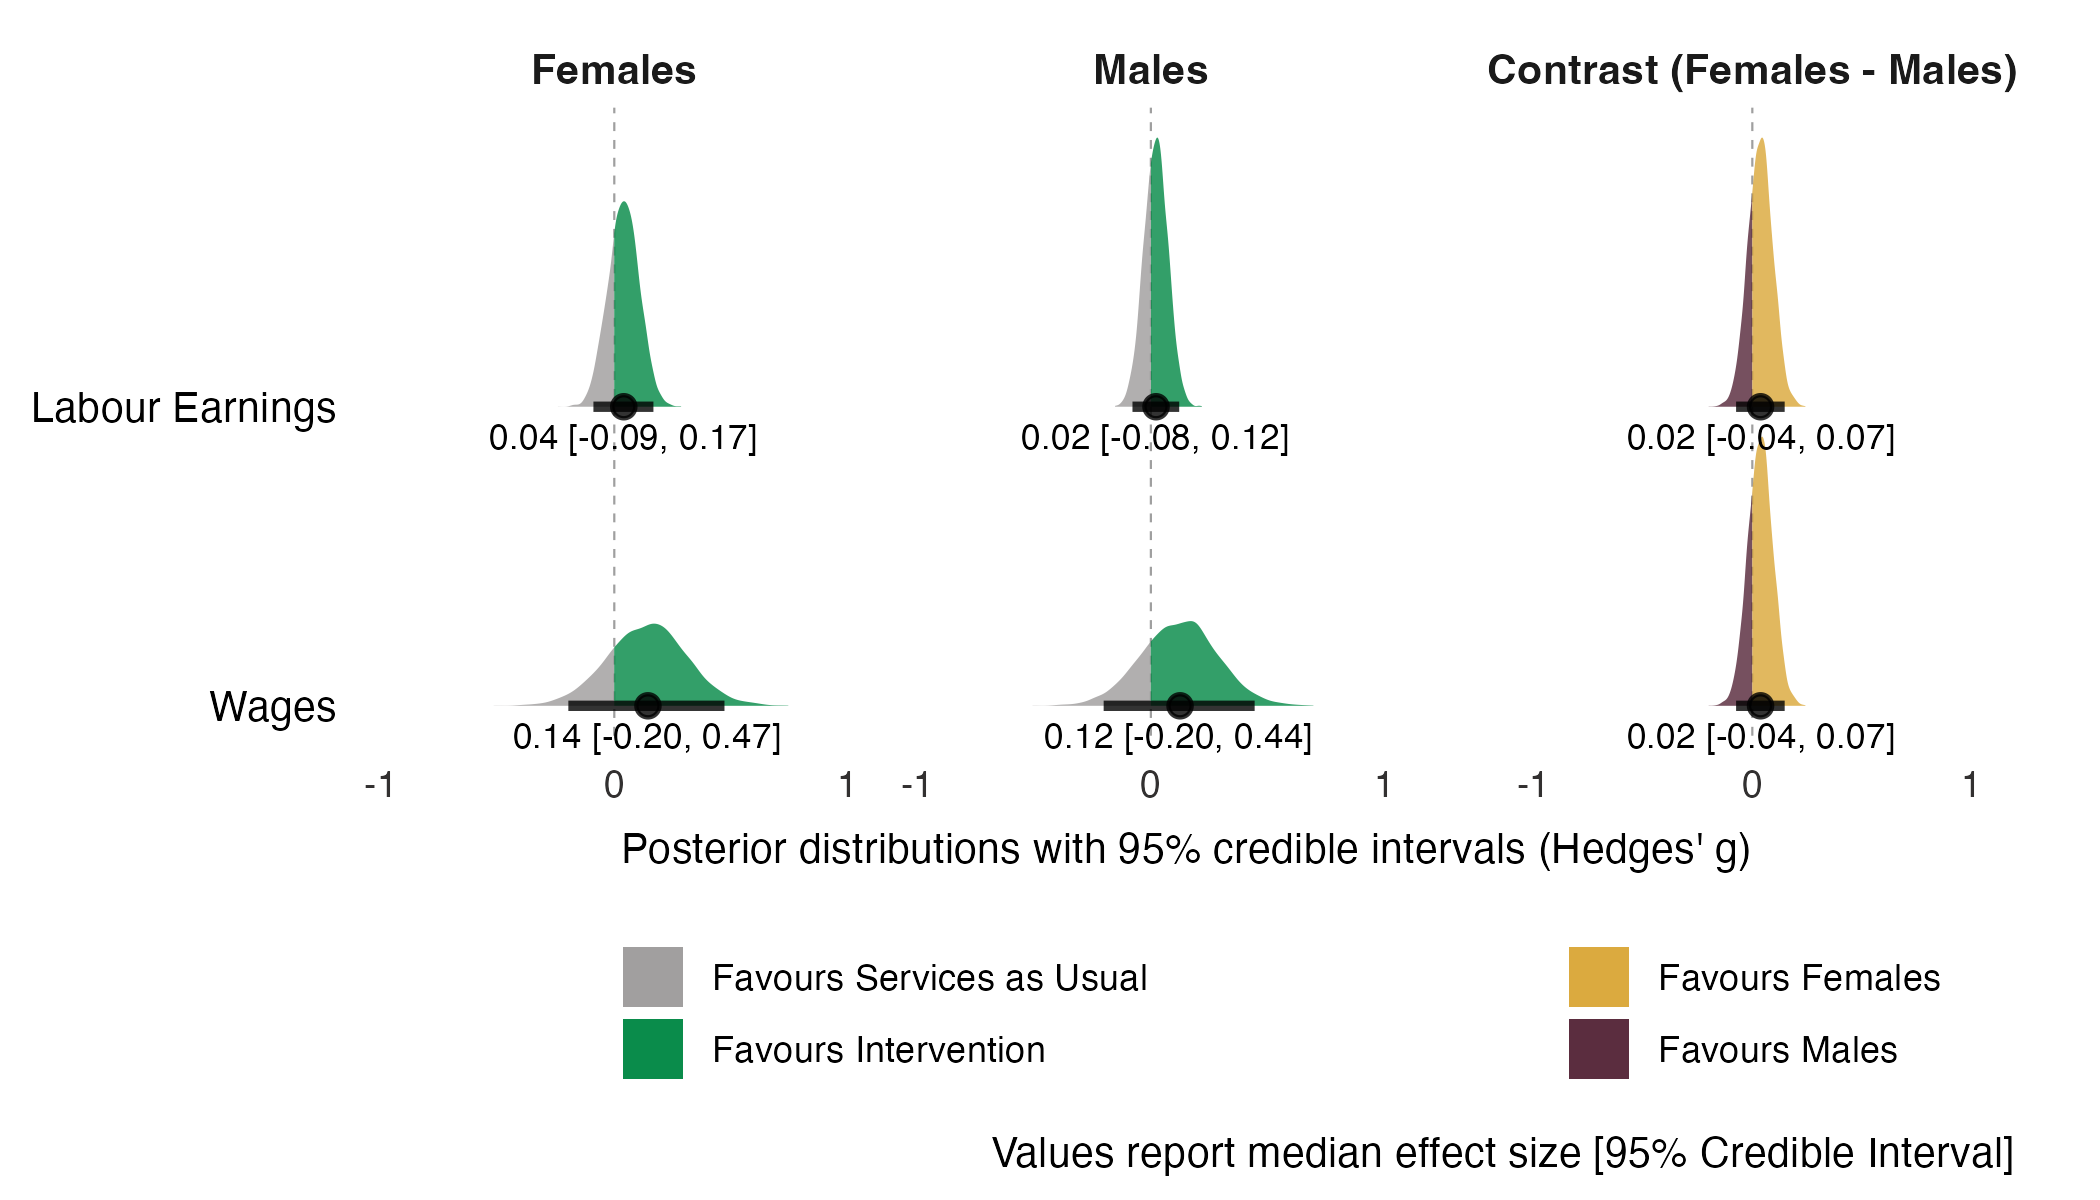 Females Males Contrast (Females - Males)
Labour Earnings
0.04 [-0.09, 0.17] 0.02 [-0.08, 0.12] 0.02 [-0.04, 0.07]
Wages
0.14 [-0.20, 0.47] 0.12 [-0.20, 0.44] 0.02 [-0.04, 0.07]
-1 0 1 -1 0 1 -1 0 1
Posterior distributions with 95% credible intervals (Hedges' g)
Favours Services as Usual Favours Females
Favours Intervention Favours Males
Values report median effect size [95% Credible Interval]